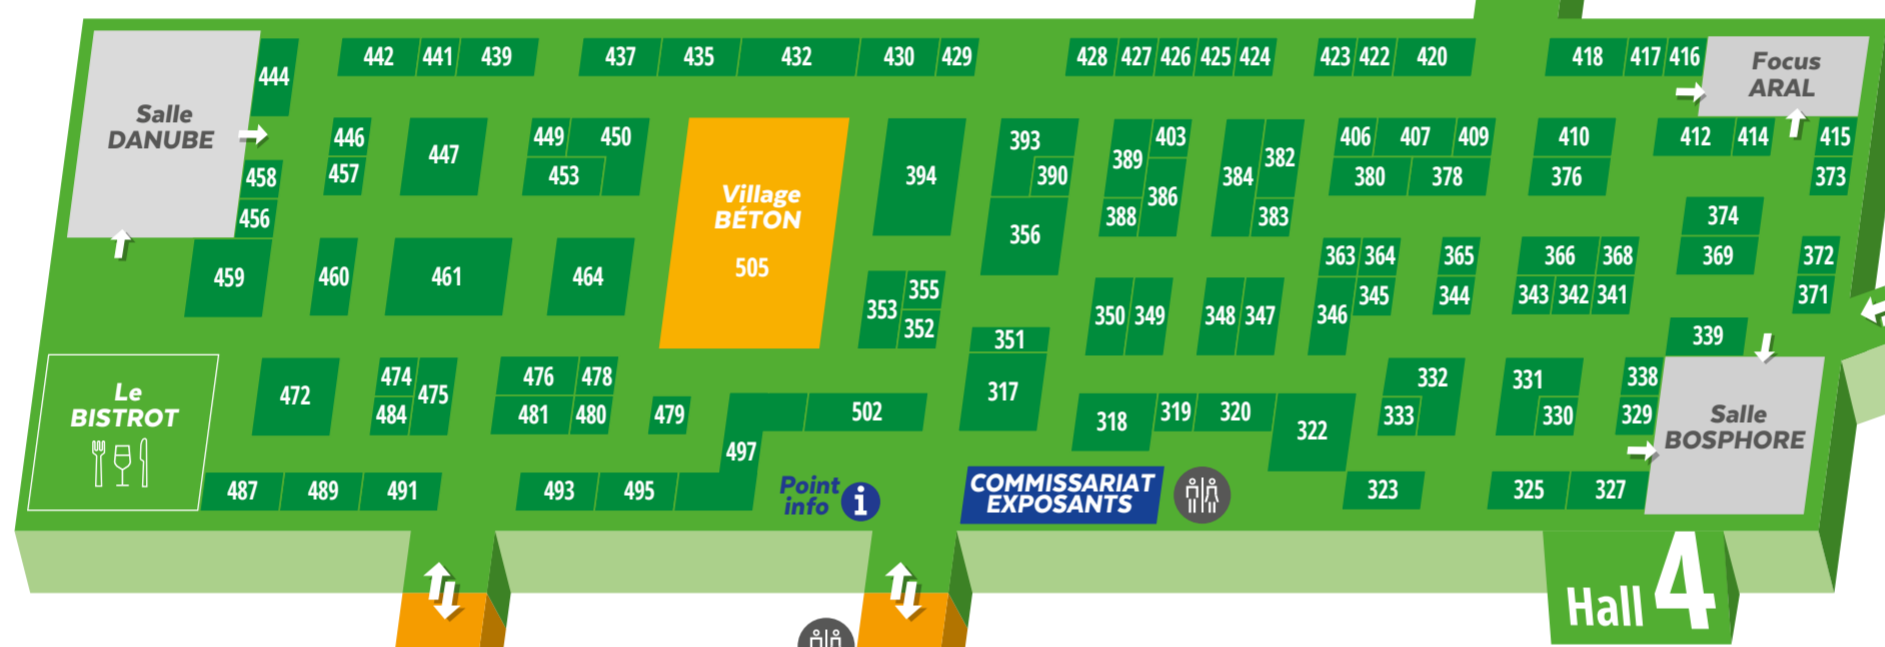 442 441 439 437 435 432 430 429 428 427 426 425 424 423 422 420 418 417 416
Focus
ARAL
444
Salle
DANUBE
446 447 449 450 393 389 403 384 382 406 407 409 410 412 414 415
458 457 453 394 390 386 380 378 376 373
Village
BÉTON
505
456 356 388 383 374
459 460 461 464 363 364 365 366 368 369 372
353 355 352 350 349 348 347 346 345 344 343 342 341 371
351 339
Le
BISTROT
472 474 475 476 478 317 332 331 338
484 481 480 479 502 318 319 320 322 333 330 329
Salle
BOSPHORE
497
487 489 491 493 495 323 325 327
Point
info
i
COMMISSARIAT
EXPOSANTS
Hall 4